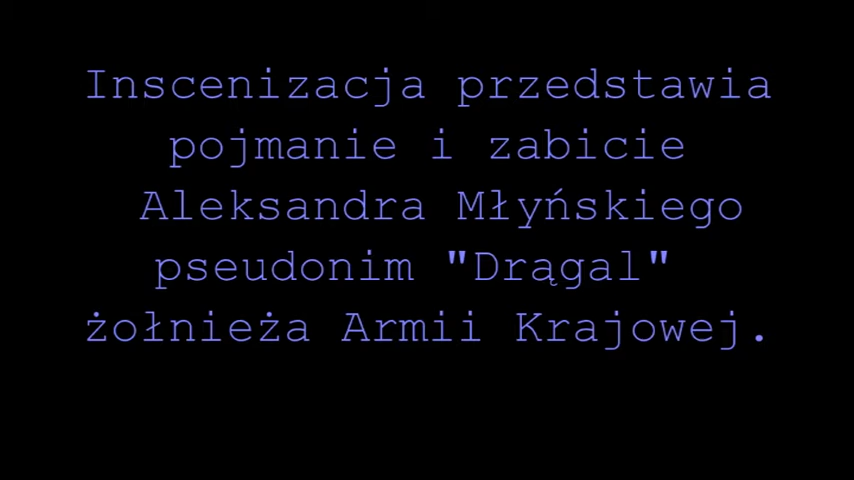 Inscenizacja przedstawia
pojmanie i zabicie
Aleksandra Młyńskiego
pseudonim "Drągal"
żołnieża Armii Krajowej.